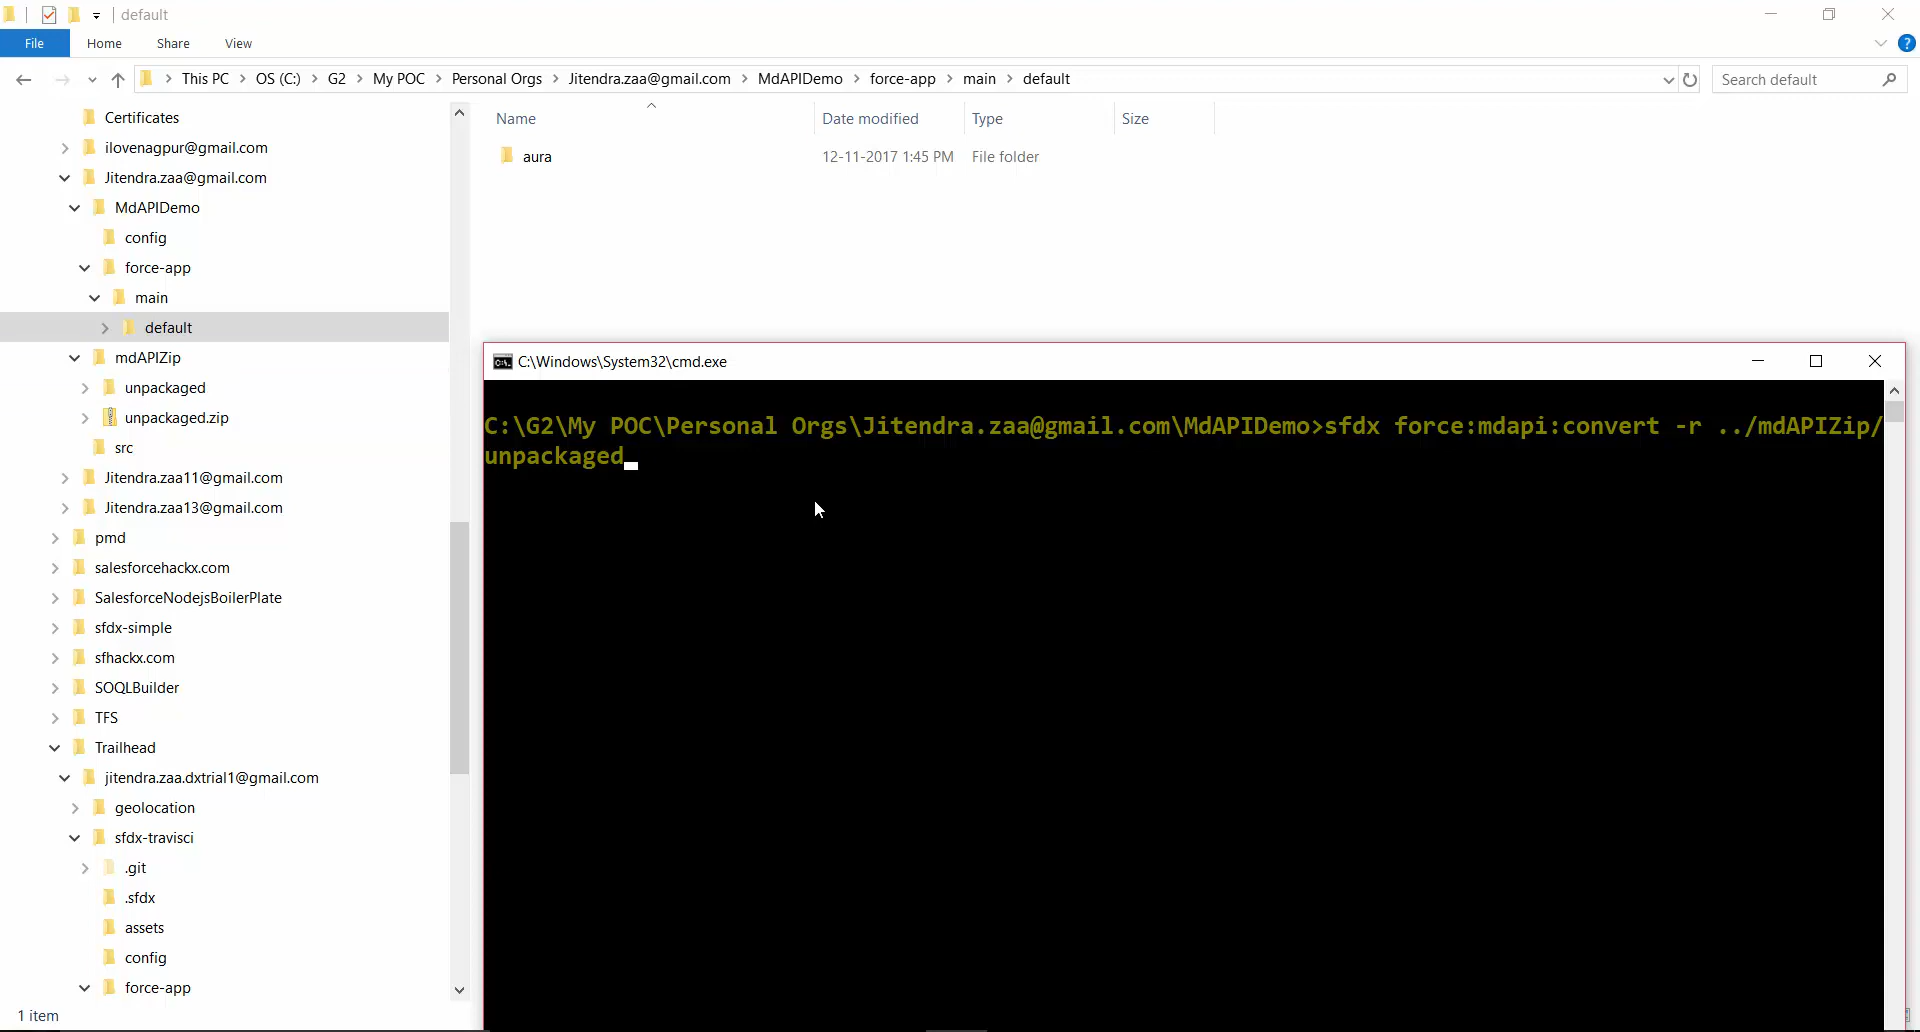 default
File Home Share View
This PC OS (C:) G2 My POC Personal Orgs Jitendra.zaa@gmail.com MdAPIDemo force-app main default
Search default
Certificates
ilovenagpur@gmail.com
Jitendra.zaa@gmail.com
MdAPIDemo
config
force-app
main
default
mdAPIZip
unpackaged
unpackaged.zip
src
Jitendra.zaa11@gmail.com
Jitendra.zaa13@gmail.com
pmd
salesforcehackx.com
SalesforceNodejsBoilerPlate
sfdx-simple
sfhackx.com
SOQLBuilder
TFS
Trailhead
jitendra.zaa.dxtrial1@gmail.com
geolocation
sfdx-travisci
.git
.sfdx
assets
config
force-app
1 item
Name Date modified Type Size
aura 12-11-2017 1:45 PM File folder
C:\Windows\System32\cmd.exe
C:\G2\My POC\Personal Orgs\Jitendra.zaa@gmail.com\MdAPIDemo>sfdx force:mdapi:convert -r ../mdAPIZip/
unpackaged